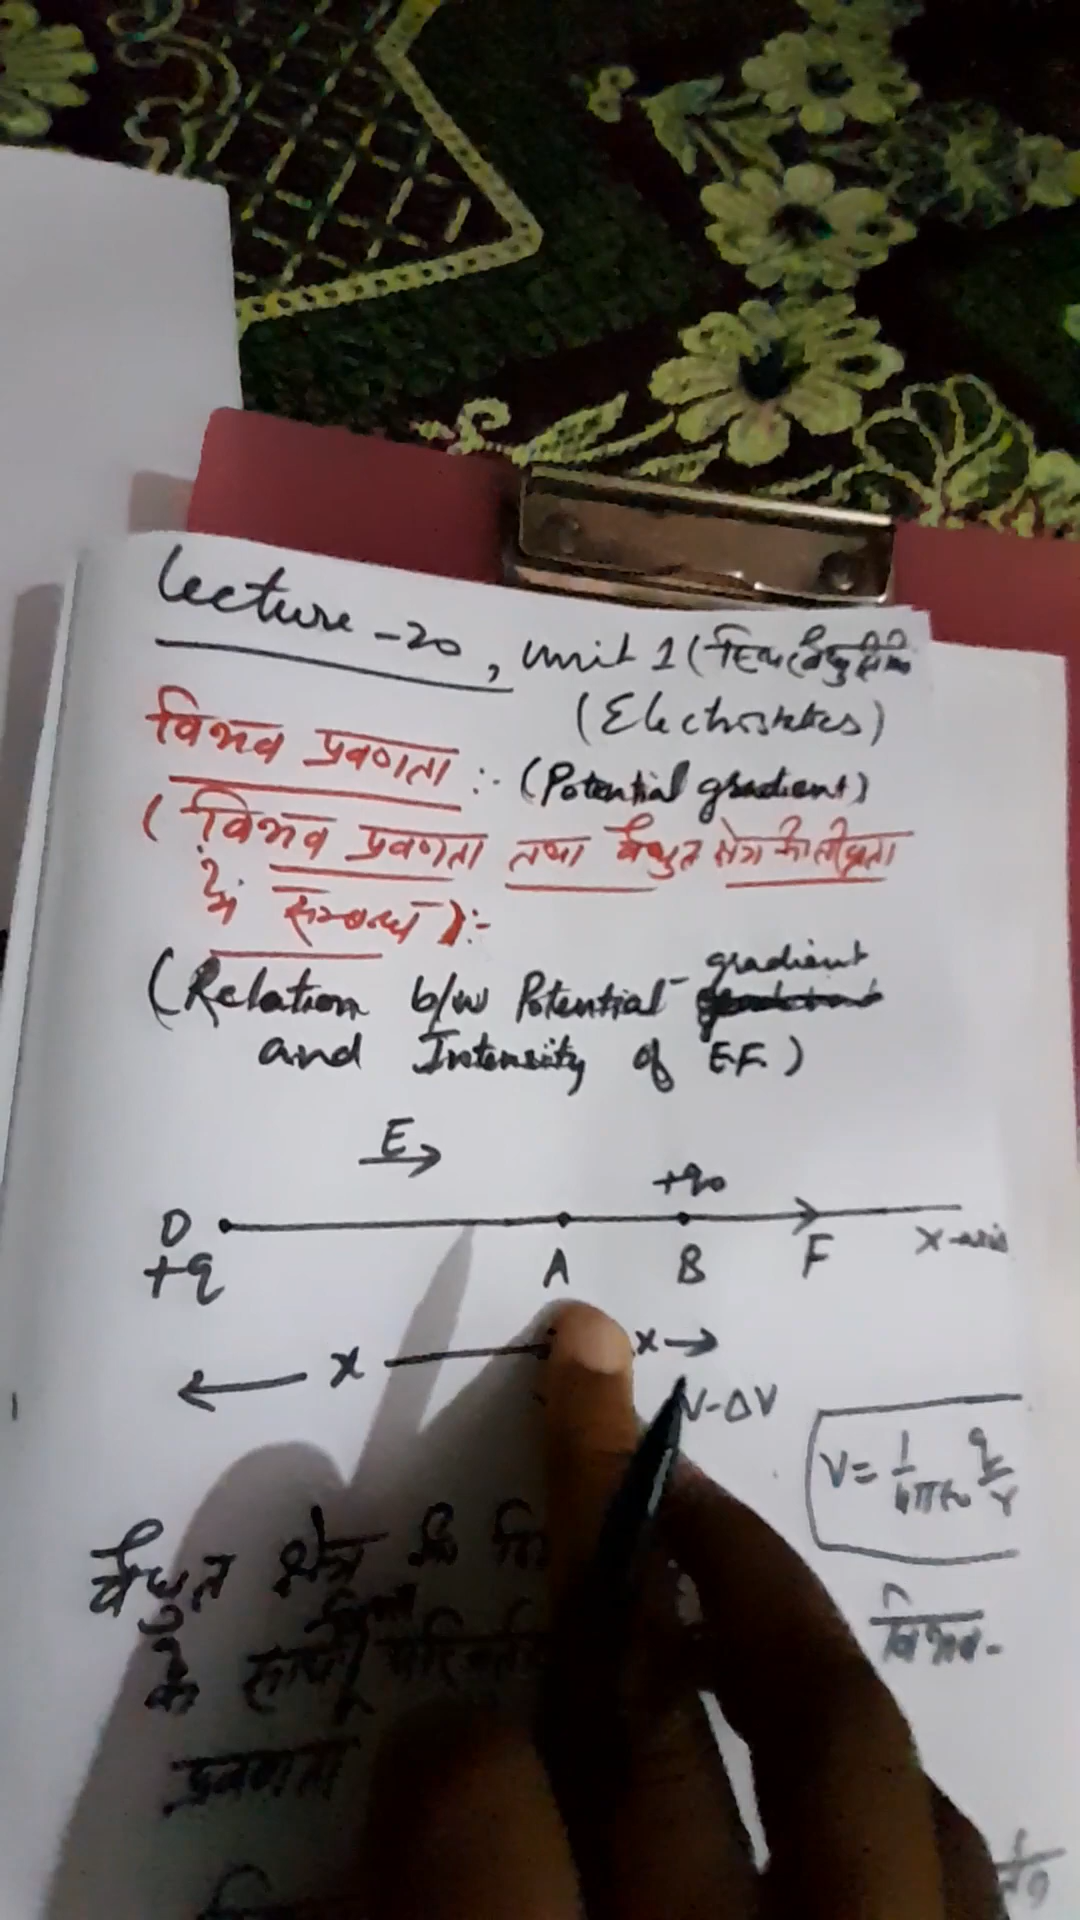 Lecture-20, unit 1 (
(Electrostatics)
विभव प्रवणता :- (Potential gradient)
(विभव प्रवणता तथा वैधुत क्षेत्र की तीव्रता
में सम्बन्ध ):-
(Relation b/w Potential- gradient
and Intensity of E.F.)
E
+q₀
O A B F X-axis
+q
x x
V-ΔV
V= 1/4πε₀ q/r
वैधुत क्षेत्र की
विभव-
के साथ
प्रवणता